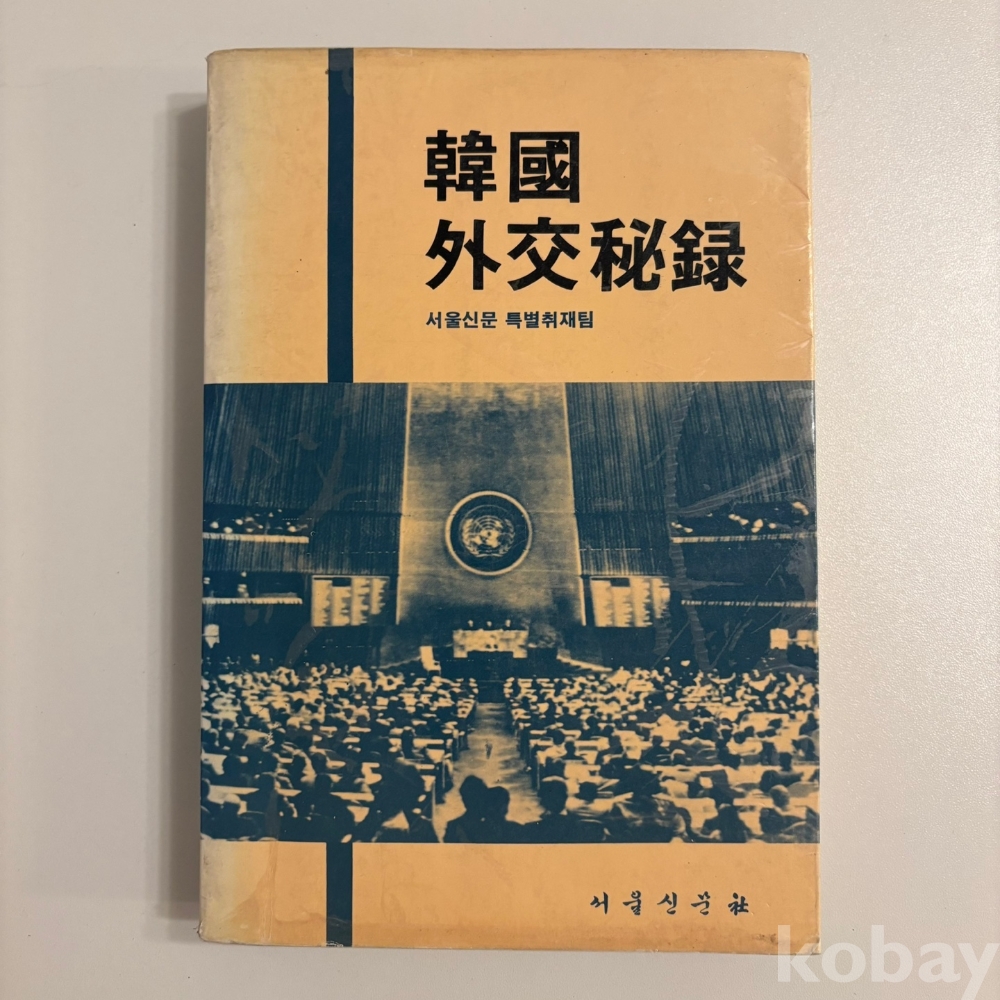 韓國
外交秘録
서울신문 특별취재팀
서울신문社
kobay